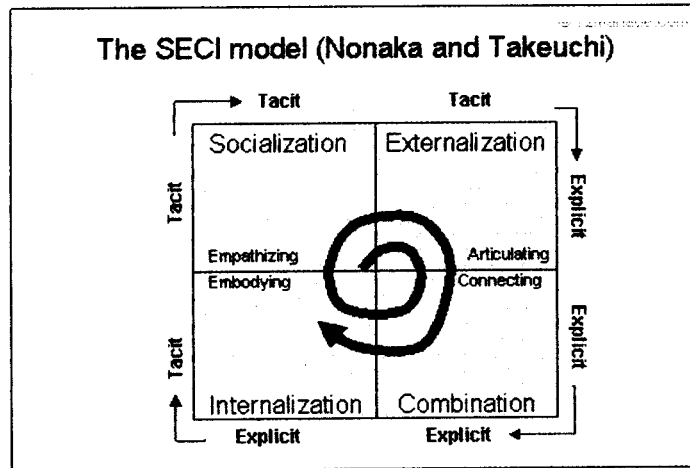 The SECI model (Nonaka and Takeuchi)
Tacit Tacit
Socialization Externalization
Tacit Explicit
Empathizing Articulating
Embodying Connecting
Tacit Explicit
Internalization Combination
Explicit Explicit